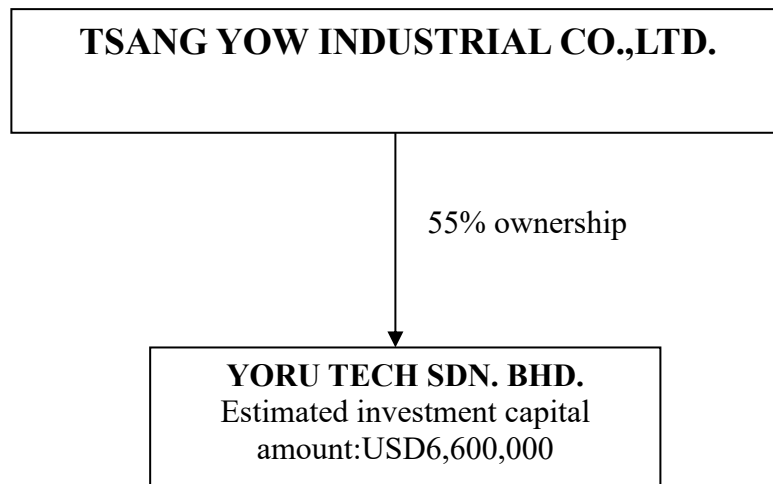 TSANG YOW INDUSTRIAL CO.,LTD.
55% ownership
YORU TECH SDN. BHD.
Estimated investment capital
amount:USD6,600,000